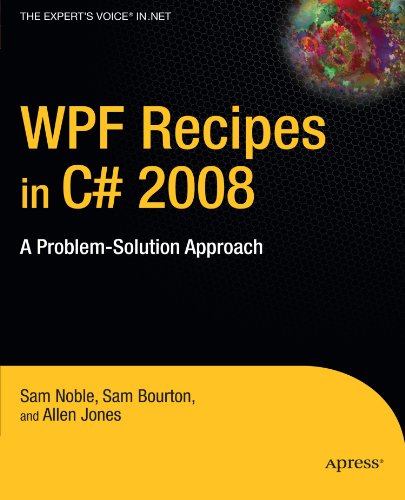 THE EXPERT'S VOICE® IN .NET
WPF Recipes
in C# 2008
A Problem-Solution Approach
Sam Noble, Sam Bourton,
and Allen Jones
Apress®